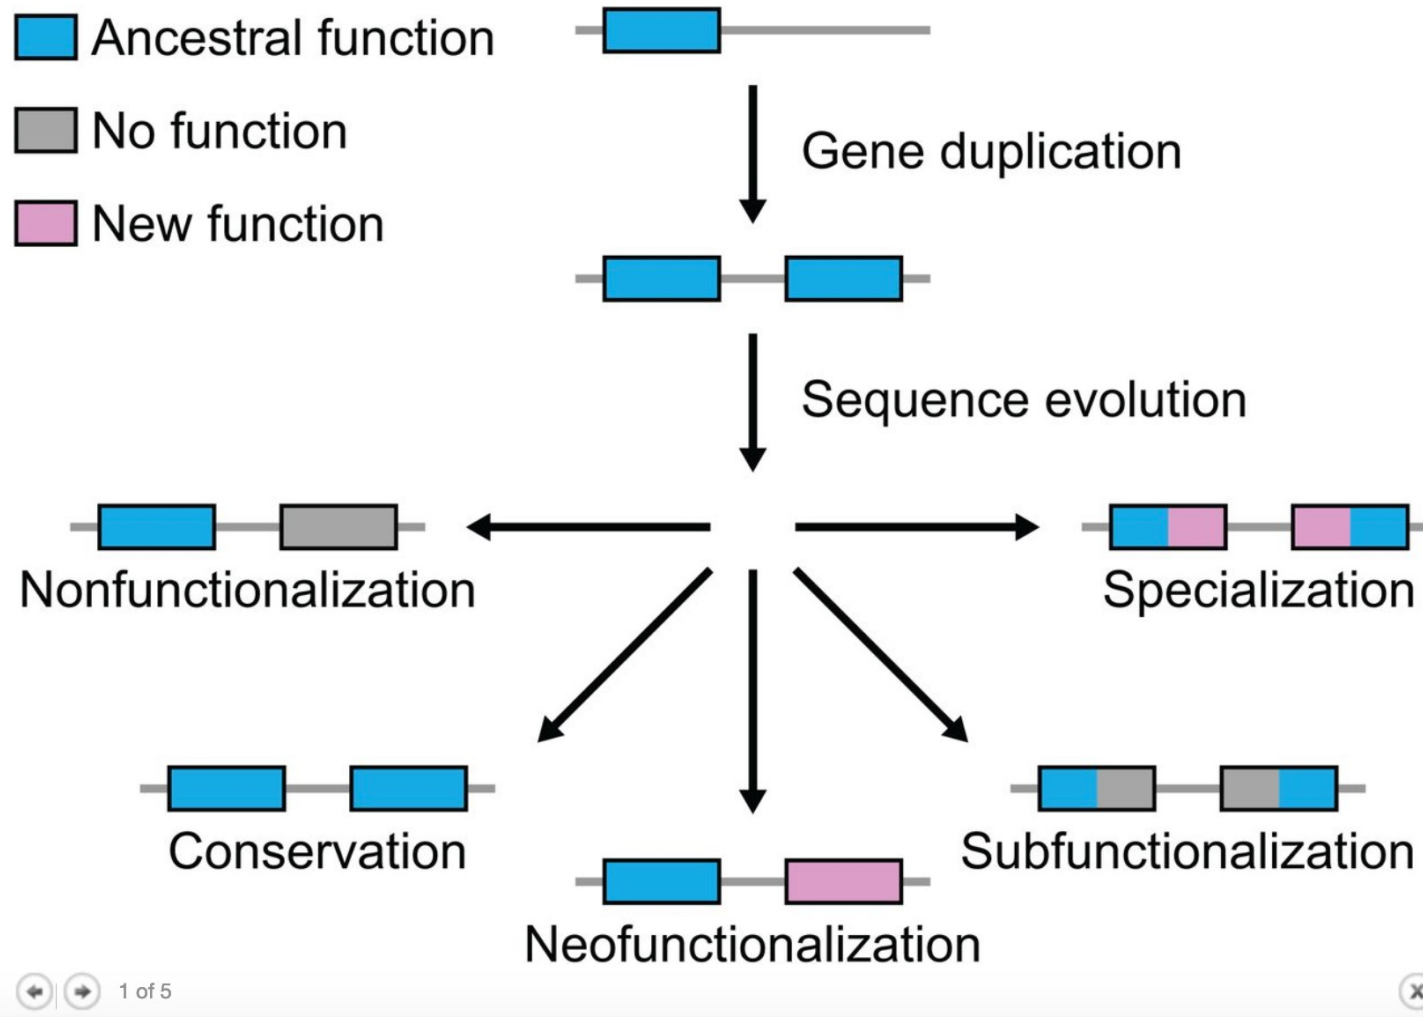 Ancestral function
No function
New function
Gene duplication
Sequence evolution
Nonfunctionalization
Specialization
Conservation
Subfunctionalization
Neofunctionalization
1 of 5